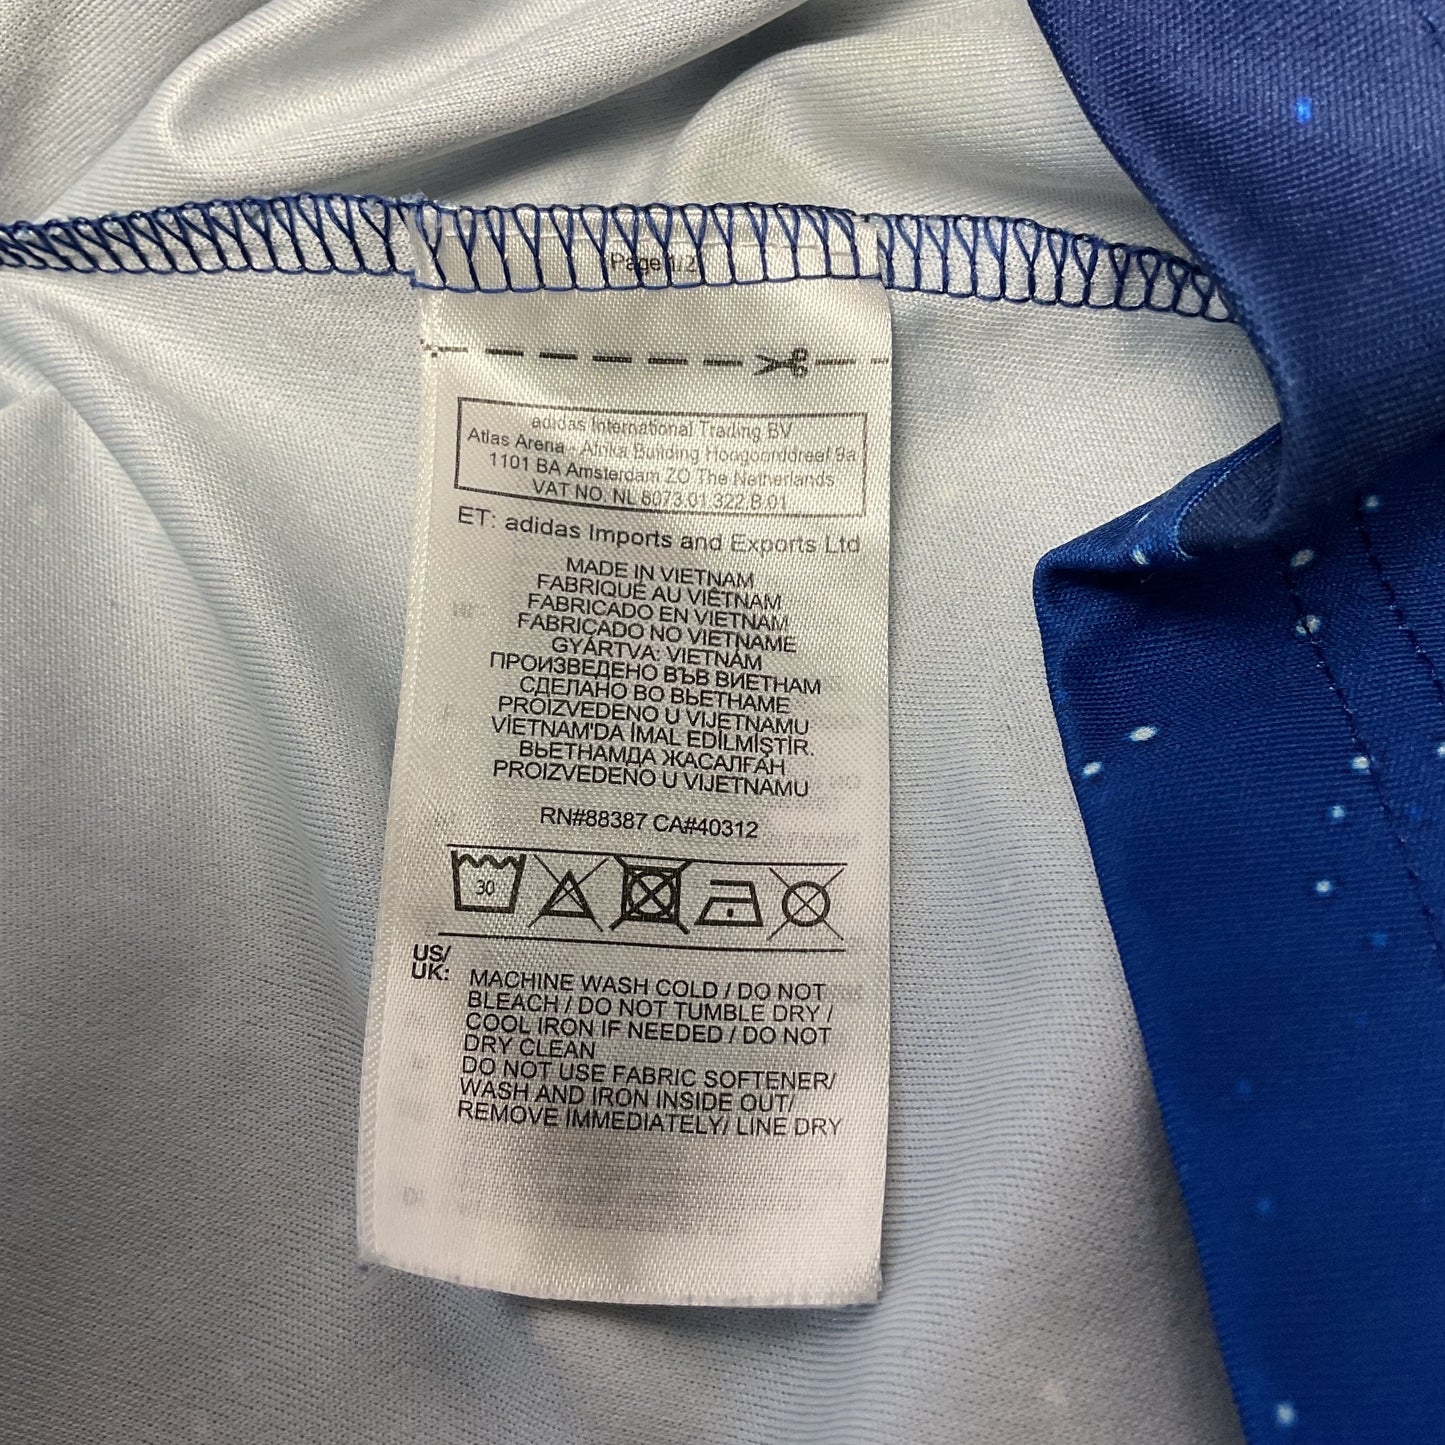 Page 1/2
adidas International Trading BV
Atlas Arena - Afrika Building Hoogoorddreef 9a
1101 BA Amsterdam ZO The Netherlands
VAT NO. NL 8073.01.322.B.01
ET: adidas Imports and Exports Ltd
MADE IN VIETNAM
FABRIQUÉ AU VIÊTNAM
FABRICADO EN VIETNAM
FABRICADO NO VIETNAME
GYÁRTVA: VIETNÁM
ПРОИЗВЕДЕНО ВЪВ ВИЕТНАМ
СДЕЛАНО ВО ВЬЕТНАМЕ
PROIZVEDENO U VIJETNAMU
VİETNAM'DA İMAL EDİLMİŞTİR.
ВЬЕТНАМДА ЖАСАЛҒАН
PROIZVEDENO U VIJETNAMU
RN#88387 CA#40312
30
US/
UK:
MACHINE WASH COLD / DO NOT
BLEACH / DO NOT TUMBLE DRY /
COOL IRON IF NEEDED / DO NOT
DRY CLEAN
DO NOT USE FABRIC SOFTENER/
WASH AND IRON INSIDE OUT/
REMOVE IMMEDIATELY/ LINE DRY